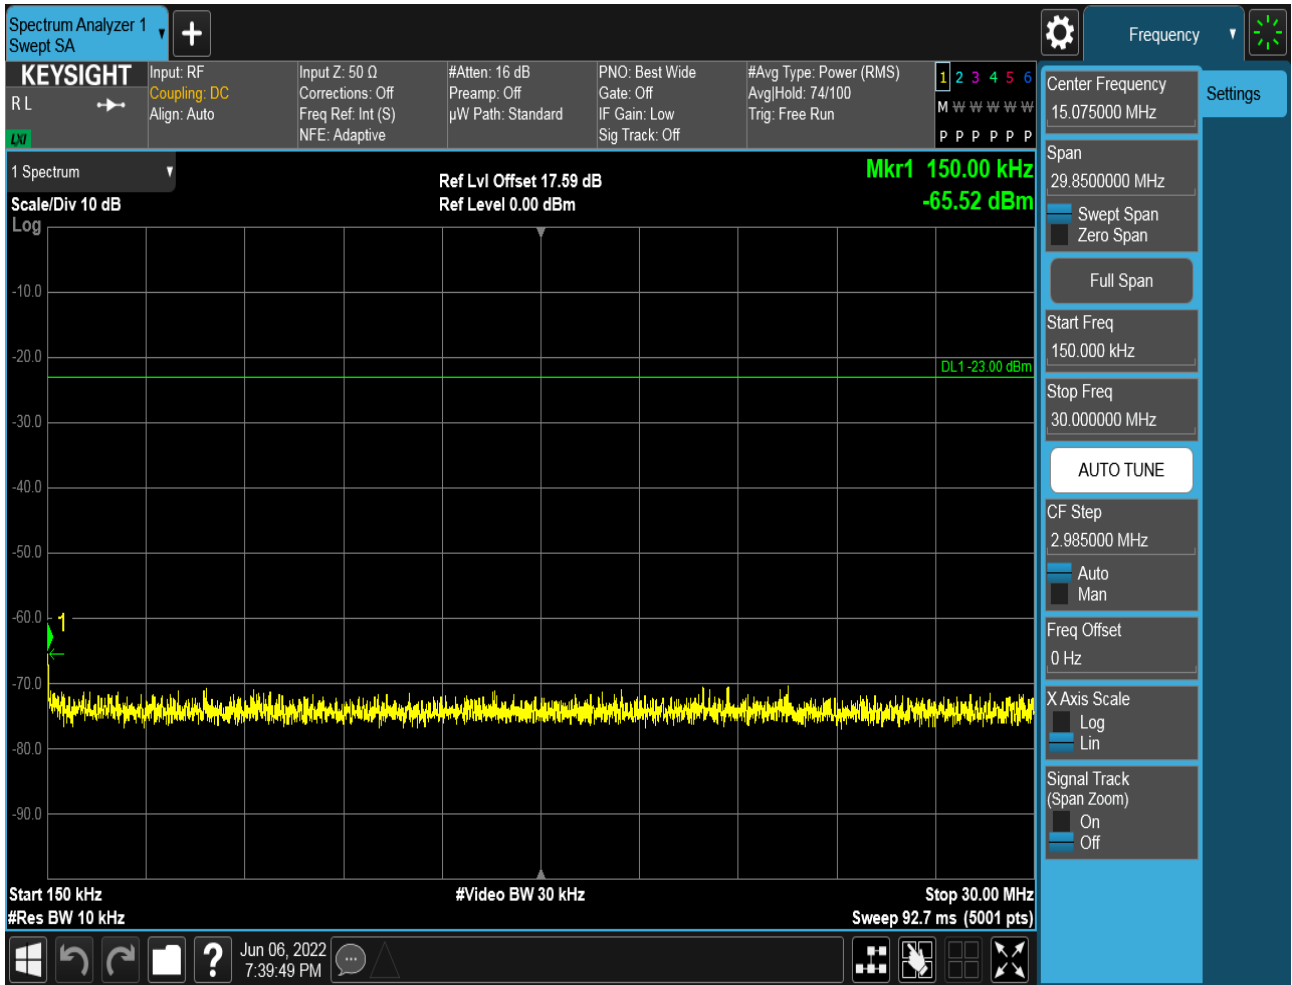 Spectrum Analyzer 1
Swept SA
+
Frequency
KEYSIGHT
R L
LXI
Input: RF
Coupling: DC
Align: Auto
Input Z: 50 Ω
Corrections: Off
Freq Ref: Int (S)
NFE: Adaptive
#Atten: 16 dB
Preamp: Off
µW Path: Standard
PNO: Best Wide
Gate: Off
IF Gain: Low
Sig Track: Off
#Avg Type: Power (RMS)
Avg|Hold: 74/100
Trig: Free Run
1 2 3 4 5 6
M W W W W W
P P P P P P
1 Spectrum
Scale/Div 10 dB
Log
Ref Lvl Offset 17.59 dB
Ref Level 0.00 dBm
Mkr1 150.00 kHz
-65.52 dBm
-10.0
-20.0
DL1 -23.00 dBm
-30.0
-40.0
-50.0
-60.0
1
-70.0
-80.0
-90.0
Start 150 kHz
#Video BW 30 kHz
Stop 30.00 MHz
#Res BW 10 kHz
Sweep 92.7 ms (5001 pts)
?
Jun 06, 2022
7:39:49 PM
Center Frequency
15.075000 MHz
Settings
Span
29.8500000 MHz
Swept Span
Zero Span
Full Span
Start Freq
150.000 kHz
Stop Freq
30.000000 MHz
AUTO TUNE
CF Step
2.985000 MHz
Auto
Man
Freq Offset
0 Hz
X Axis Scale
Log
Lin
Signal Track
(Span Zoom)
On
Off